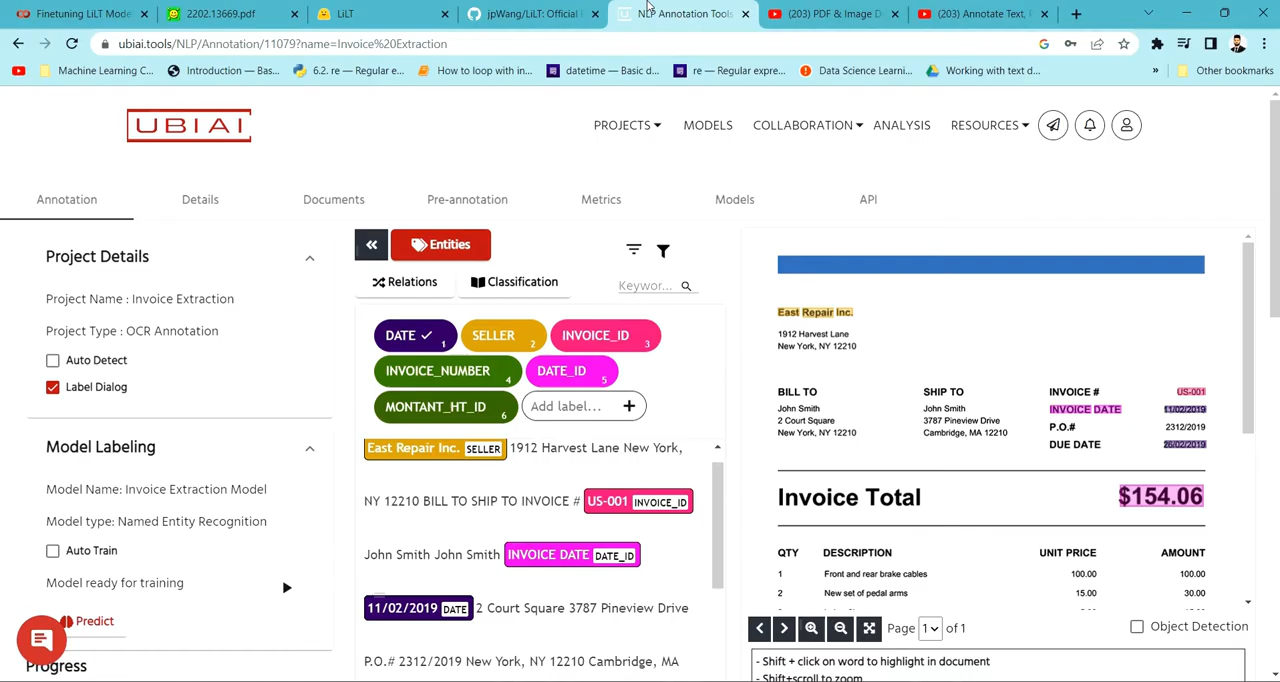 Finetuning LiLT Model
2202.13669.pdf
LiLT
jpWang/LiLT: Official
NLP Annotation Tools
(203) PDF & Image D
(203) Annotate Text,
ubiai.tools/NLP/Annotation/11079?name=Invoice%20Extraction
Machine Learning C...
Introduction — Bas...
6.2. re — Regular e...
How to loop with in...
datetime — Basic d...
re — Regular expre...
Data Science Learni...
Working with text d...
»
Other bookmarks
UBIAI
PROJECTS
MODELS
COLLABORATION
ANALYSIS
RESOURCES
Annotation
Details
Documents
Pre-annotation
Metrics
Models
API
Project Details
Project Name : Invoice Extraction
Project Type : OCR Annotation
Auto Detect
Label Dialog
Model Labeling
Model Name: Invoice Extraction Model
Model type: Named Entity Recognition
Auto Train
Model ready for training
Predict
Progress
Entities
Relations
Classification
Keywor...
DATE 1
SELLER 2
INVOICE_ID 3
INVOICE_NUMBER 4
DATE_ID 5
MONTANT_HT_ID 6
Add label...
East Repair Inc. SELLER 1912 Harvest Lane New York,
NY 12210 BILL TO SHIP TO INVOICE # US-001 INVOICE_ID
John Smith John Smith INVOICE DATE DATE_ID
11/02/2019 DATE 2 Court Square 3787 Pineview Drive
P.O.# 2312/2019 New York, NY 12210 Cambridge, MA
East Repair Inc.
1912 Harvest Lane
New York, NY 12210
BILL TO
John Smith
2 Court Square
New York, NY 12210
SHIP TO
John Smith
3787 Pineview Drive
Cambridge, MA 12210
INVOICE # US-001
INVOICE DATE 11/02/2019
P.O.# 2312/2019
DUE DATE 26/02/2019
Invoice Total $154.06
QTY DESCRIPTION UNIT PRICE AMOUNT
1 Front and rear brake cables 100.00 100.00
2 New set of pedal arms 15.00 30.00
Page 1 of 1
Object Detection
- Shift + click on word to highlight in document
- Shift+scroll to zoom